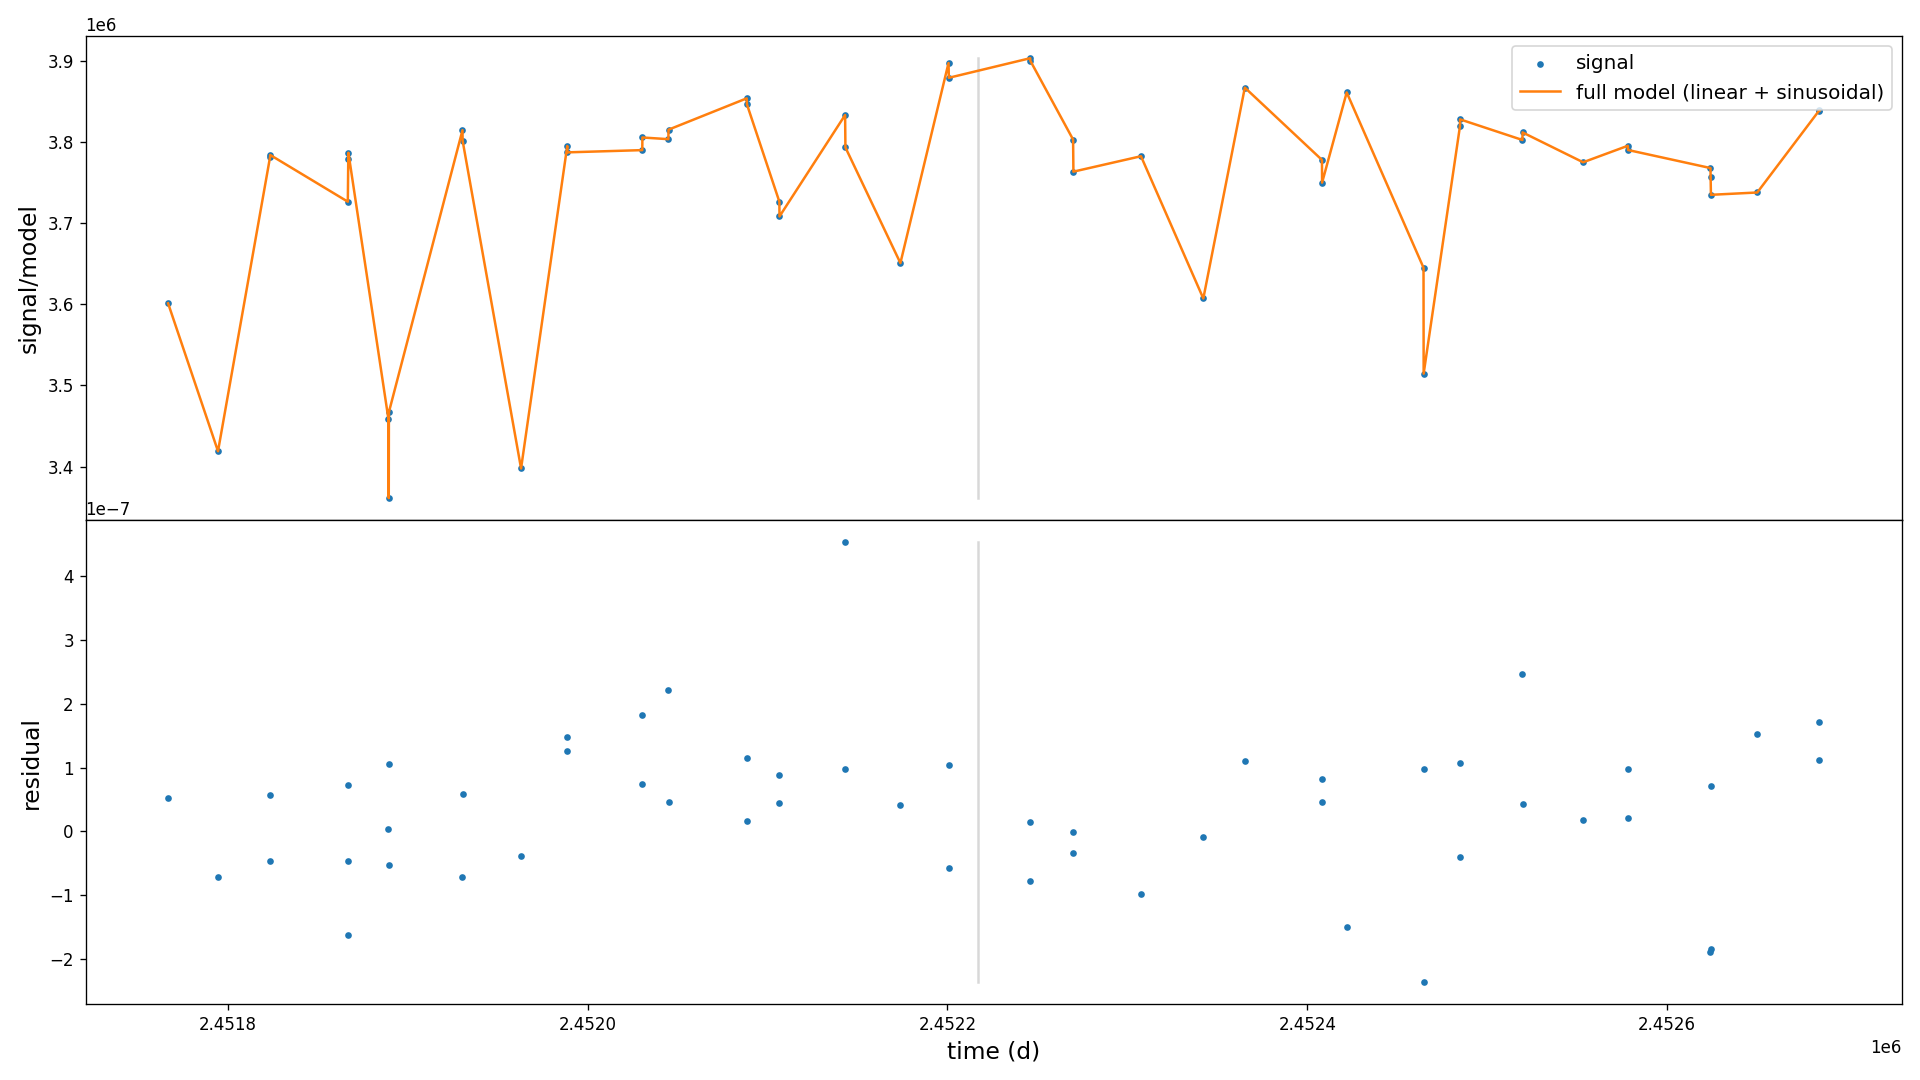 1e6
3.9
3.8
3.7
3.6
3.5
3.4
signal/model
signal
full model (linear + sinusoidal)
1e−7
4
3
2
1
0
−1
−2
residual
2.4518
2.4520
2.4522
2.4524
2.4526
1e6
time (d)